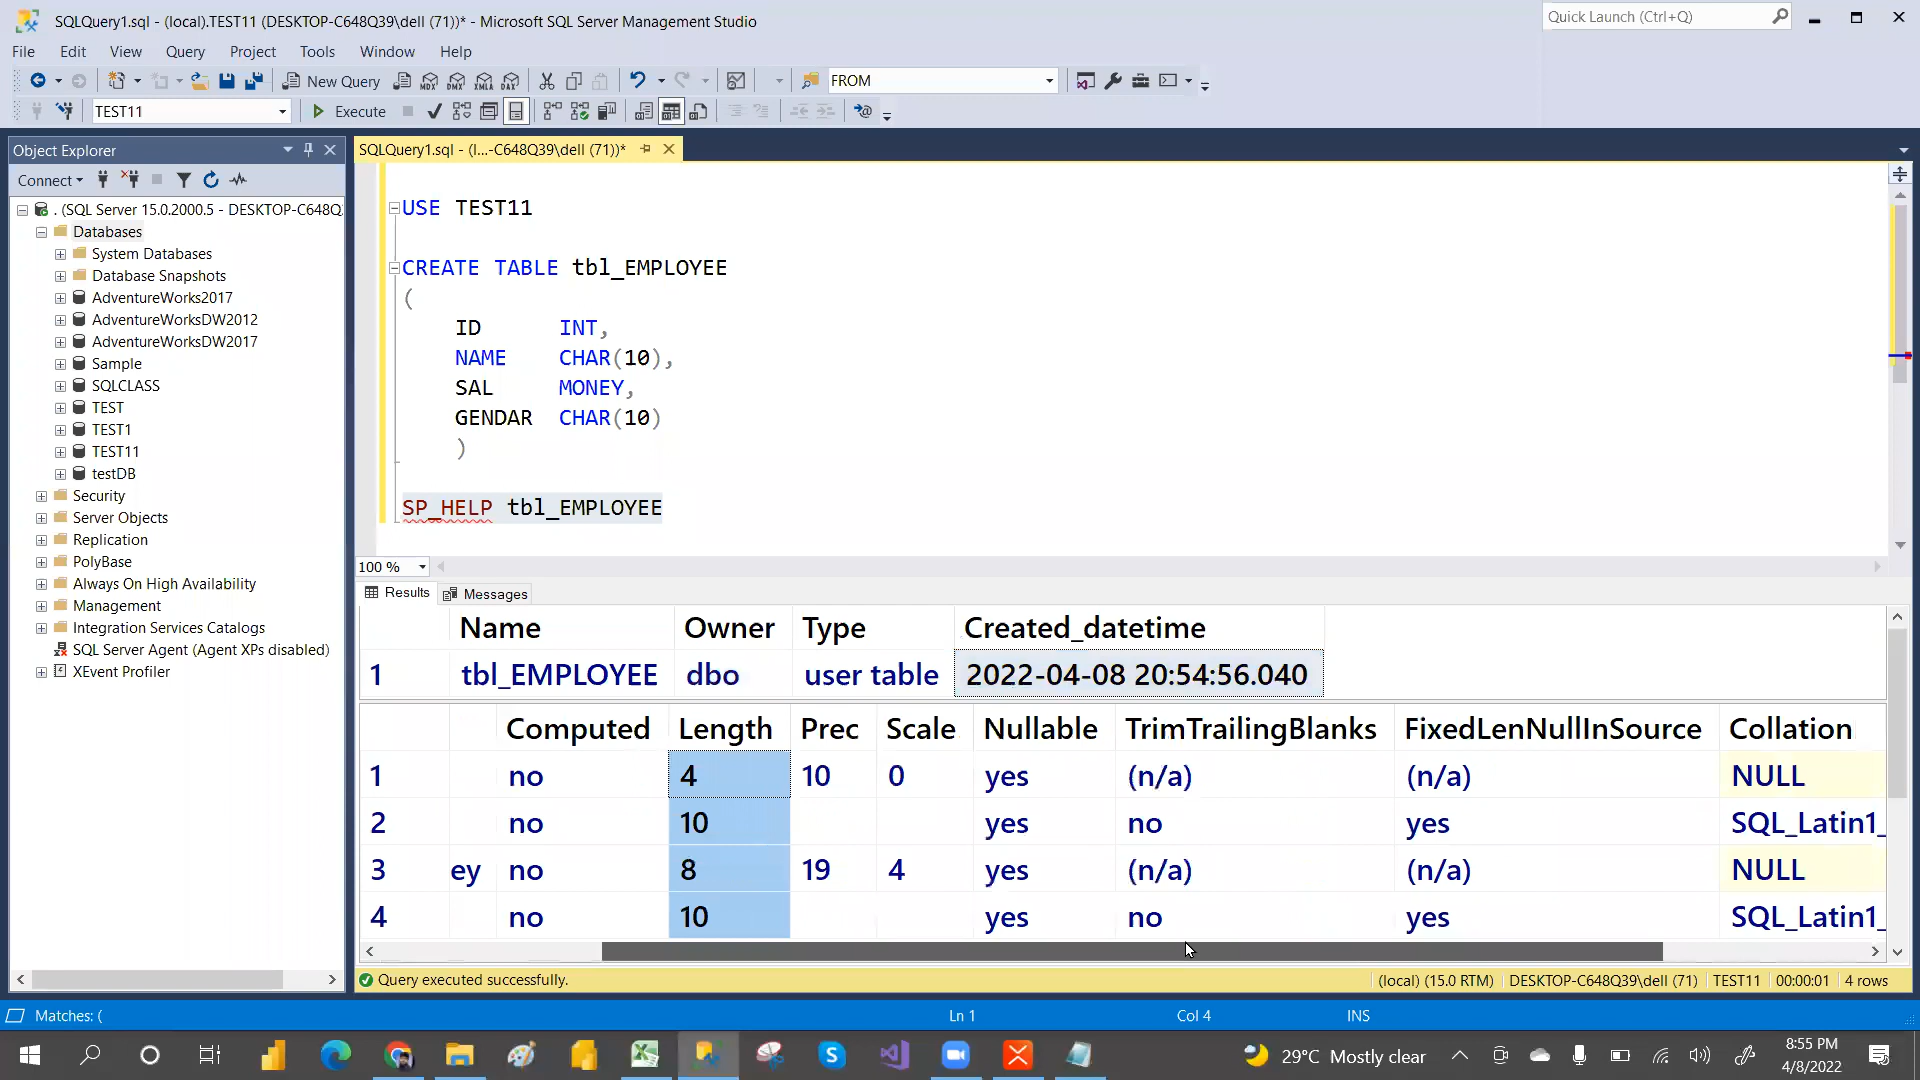 SQLQuery1.sql - (local).TEST11 (DESKTOP-C648Q39\dell (71))* - Microsoft SQL Server Management Studio
Quick Launch (Ctrl+Q)
File Edit View Query Project Tools Window Help
New Query MDX DMX XMLA DAX FROM
TEST11 Execute
Object Explorer
Connect
. (SQL Server 15.0.2000.5 - DESKTOP-C648Q
Databases
System Databases
Database Snapshots
AdventureWorks2017
AdventureWorksDW2012
AdventureWorksDW2017
Sample
SQLCLASS
TEST
TEST1
TEST11
testDB
Security
Server Objects
Replication
PolyBase
Always On High Availability
Management
Integration Services Catalogs
SQL Server Agent (Agent XPs disabled)
XEvent Profiler
SQLQuery1.sql - (l...-C648Q39\dell (71))*
USE TEST11
CREATE TABLE tbl_EMPLOYEE
(
ID INT,
NAME CHAR(10),
SAL MONEY,
GENDAR CHAR(10)
)
SP_HELP tbl_EMPLOYEE
100 %
Results Messages
Name Owner Type Created_datetime
1 tbl_EMPLOYEE dbo user table 2022-04-08 20:54:56.040
Computed Length Prec Scale Nullable TrimTrailingBlanks FixedLenNullInSource Collation
1 no 4 10 0 yes (n/a) (n/a) NULL
2 no 10 yes no yes SQL_Latin1_
3 ey no 8 19 4 yes (n/a) (n/a) NULL
4 no 10 yes no yes SQL_Latin1_
Query executed successfully. (local) (15.0 RTM) DESKTOP-C648Q39\dell (71) TEST11 00:00:01 4 rows
Matches: ( Ln 1 Col 4 INS
29°C Mostly clear
8:55 PM
4/8/2022